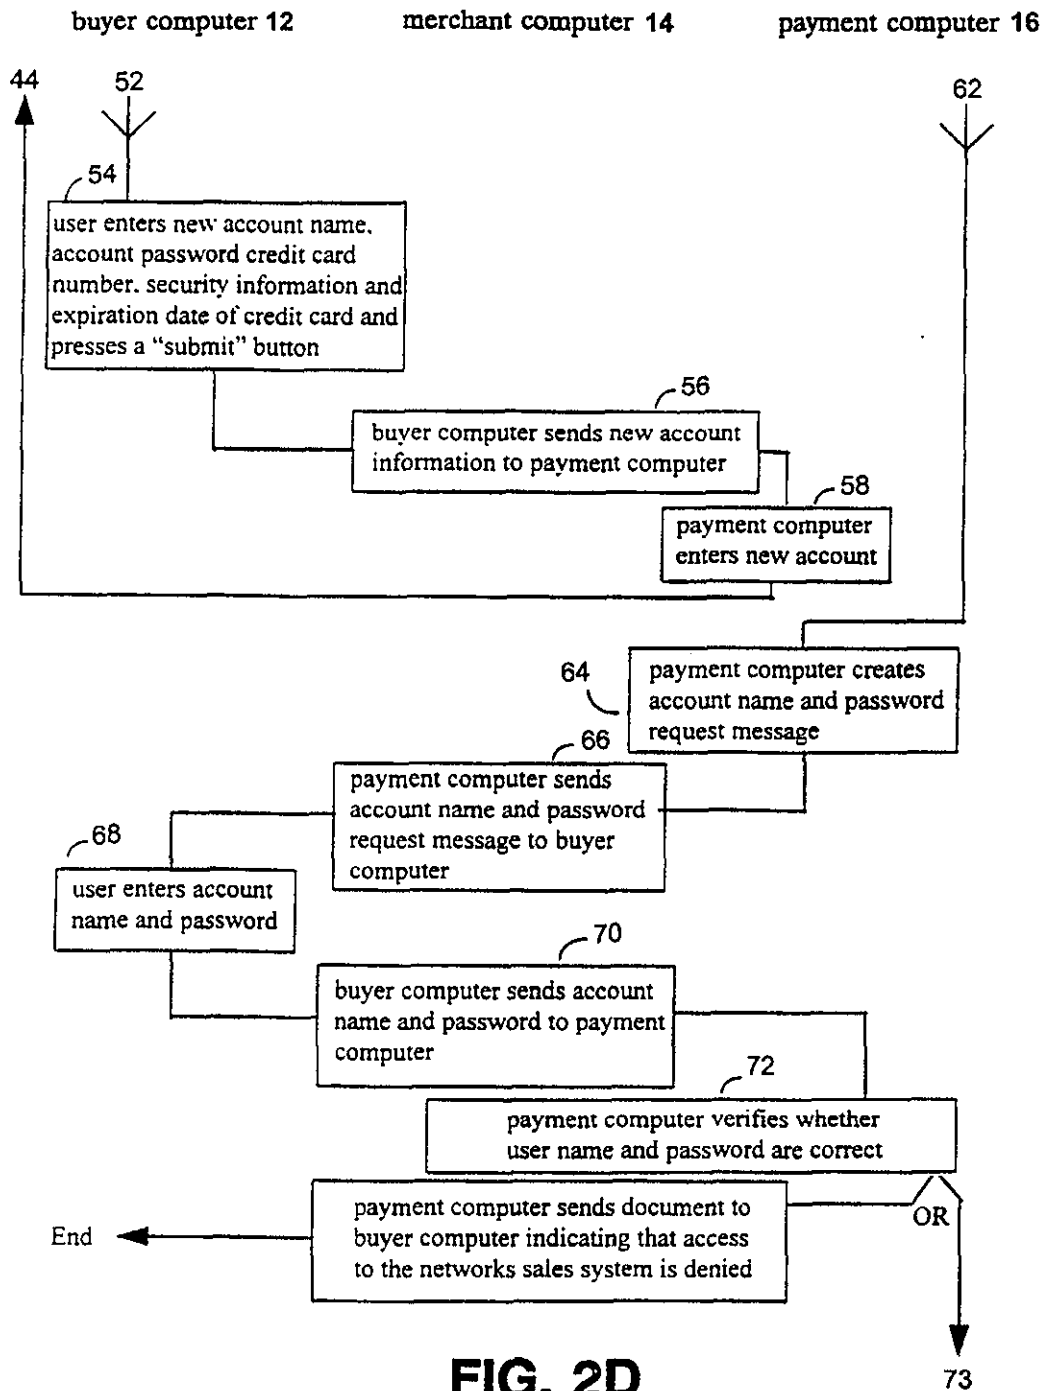 buyer computer 12 merchant computer 14 payment computer 16
44 52 62
54
user enters new account name.
account password credit card
number. security information and
expiration date of credit card and
presses a “submit” button
56
buyer computer sends new account
information to payment computer
58
payment computer
enters new account
64
payment computer creates
account name and password
request message
66
payment computer sends
account name and password
request message to buyer
computer
68
user enters account
name and password
70
buyer computer sends account
name and password to payment
computer
72
payment computer verifies whether
user name and password are correct
OR
payment computer sends document to
buyer computer indicating that access
to the networks sales system is denied
End
73
FIG. 2D